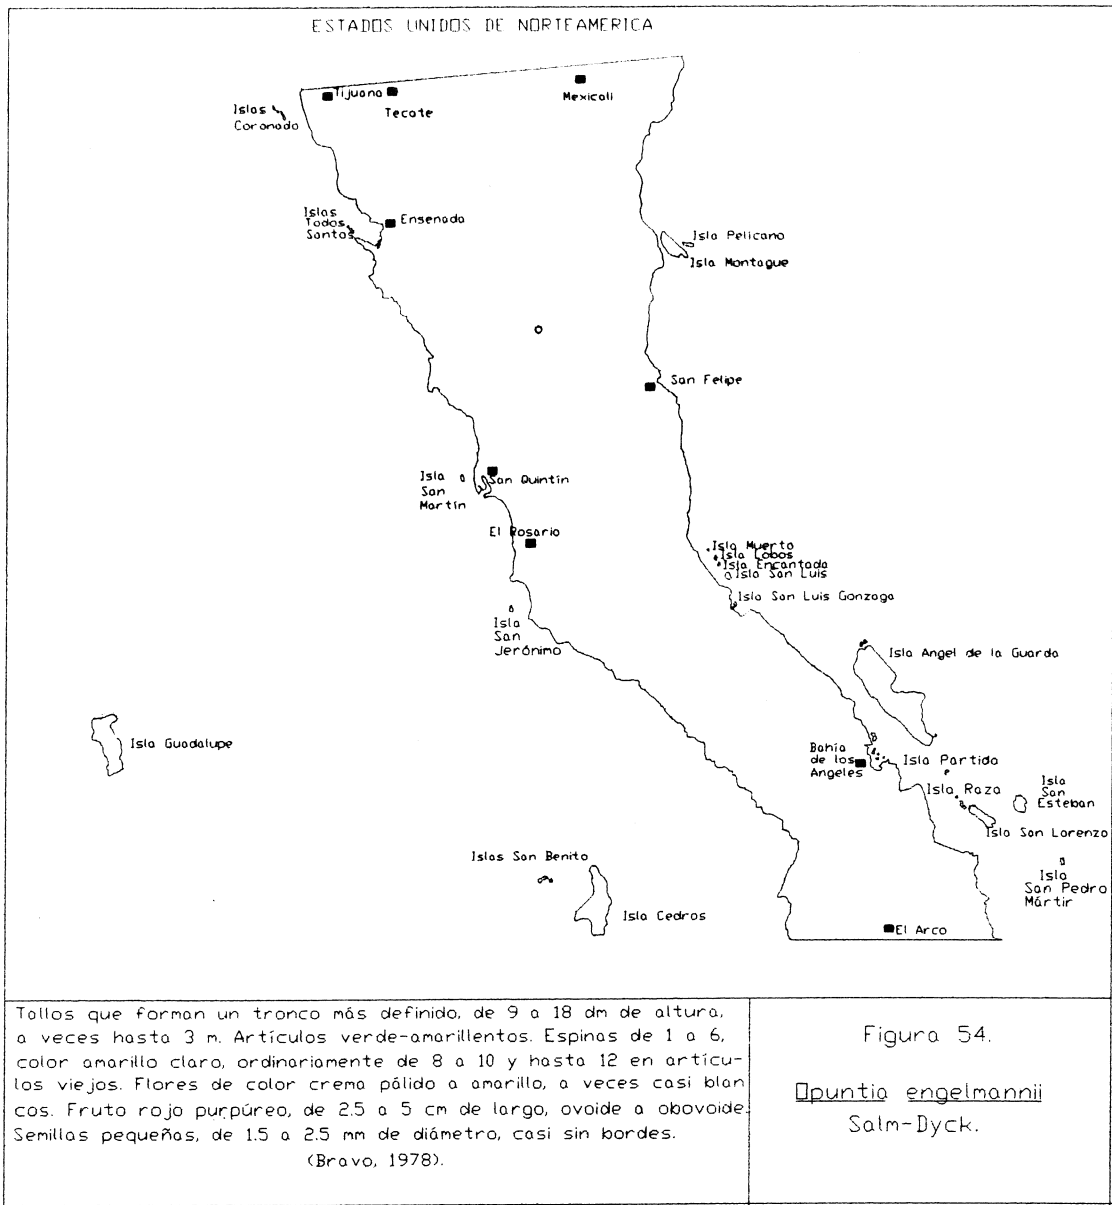 ESTADOS UNIDOS DE NORTEAMERICA
Tijuana
Tecate
Mexicali
Islas
Coronado
Islas
Todos
Santos
Ensenada
Isla Pelicano
Isla Montague
San Felipe
Isla
San
Martín
San Quintín
El Rosario
Isla Muerto
Isla Lobos
Isla Encantada
Isla San Luis
Isla San Luis Gonzaga
Isla
San
Jerónimo
Isla Angel de la Guarda
Isla Guadalupe
Bahía
de los
Angeles
Isla Partida
Isla Raza
Isla
San
Esteban
Isla San Lorenzo
Islas San Benito
Isla Cedros
Isla
San Pedro
Mártir
El Arco
Tallos que forman un tronco más definido, de 9 a 18 dm de altura,
a veces hasta 3 m. Artículos verde-amarillentos. Espinas de 1 a 6,
color amarillo claro, ordinariamente de 8 a 10 y hasta 12 en artícu-
los viejos. Flores de color crema pálido a amarillo, a veces casi blan
cos. Fruto rojo purpúreo, de 2.5 a 5 cm de largo, ovoide a obovoide.
Semillas pequeñas, de 1.5 a 2.5 mm de diámetro, casi sin bordes.
(Bravo, 1978).
Figura 54.
Opuntia engelmannii
Salm-Dyck.